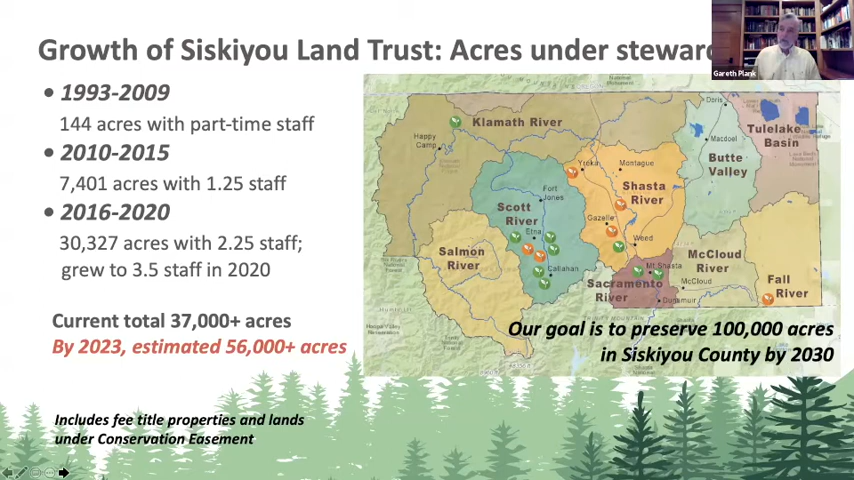 Growth of Siskiyou Land Trust: Acres under steward
Gareth Plank
• 1993-2009
144 acres with part-time staff
• 2010-2015
7,401 acres with 1.25 staff
• 2016-2020
30,327 acres with 2.25 staff;
grew to 3.5 staff in 2020
Current total 37,000+ acres
By 2023, estimated 56,000+ acres
Includes fee title properties and lands
under Conservation Easement
Klamath River
Happy
Camp
Doris
Tulelake
Basin
Macdoel
Butte
Valley
Yreka
Montague
Shasta
River
Fort
Jones
Scott
River
Etna
Gazelle
Weed
Salmon
River
Callahan
Mt Shasta
McCloud
River
McCloud
Sacramento
River
Dunsmuir
Fall
River
Our goal is to preserve 100,000 acres
in Siskiyou County by 2030